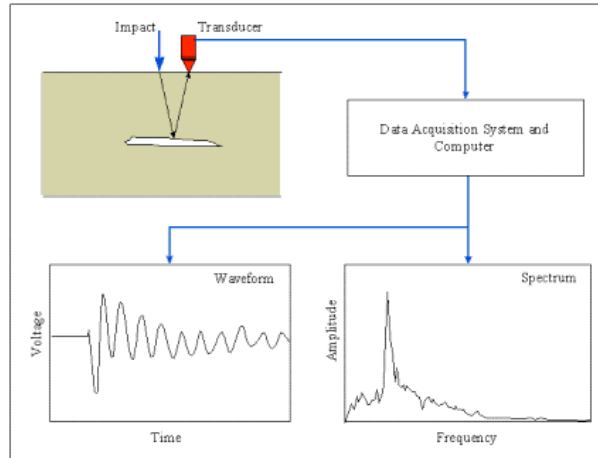 Impact Transducer
Data Acquisition System and
Computer
Waveform
Voltage
Time
Spectrum
Amplitude
Frequency